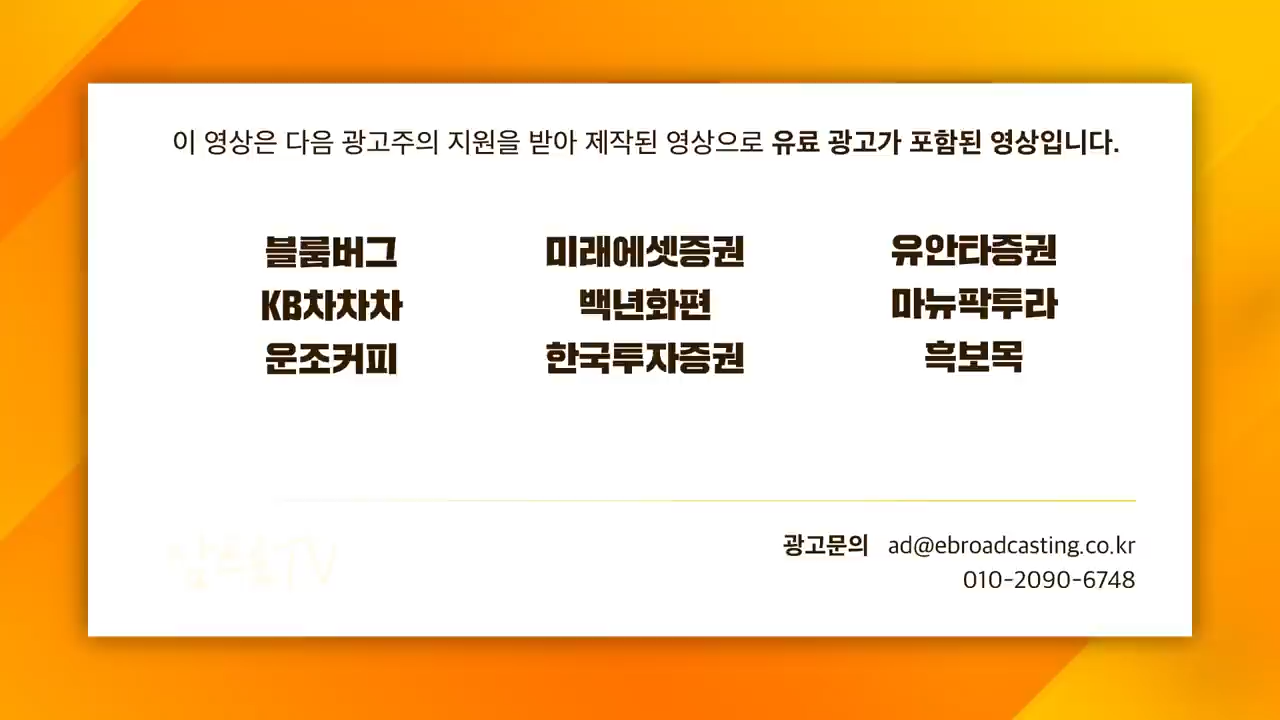 이 영상은 다음 광고주의 지원을 받아 제작된 영상으로 유료 광고가 포함된 영상입니다.
블룸버그 미래에셋증권 유안타증권
KB차차차 백년화편 마뉴팍투라
운조커피 한국투자증권 흑보목
광고문의 ad@ebroadcasting.co.kr
010-2090-6748